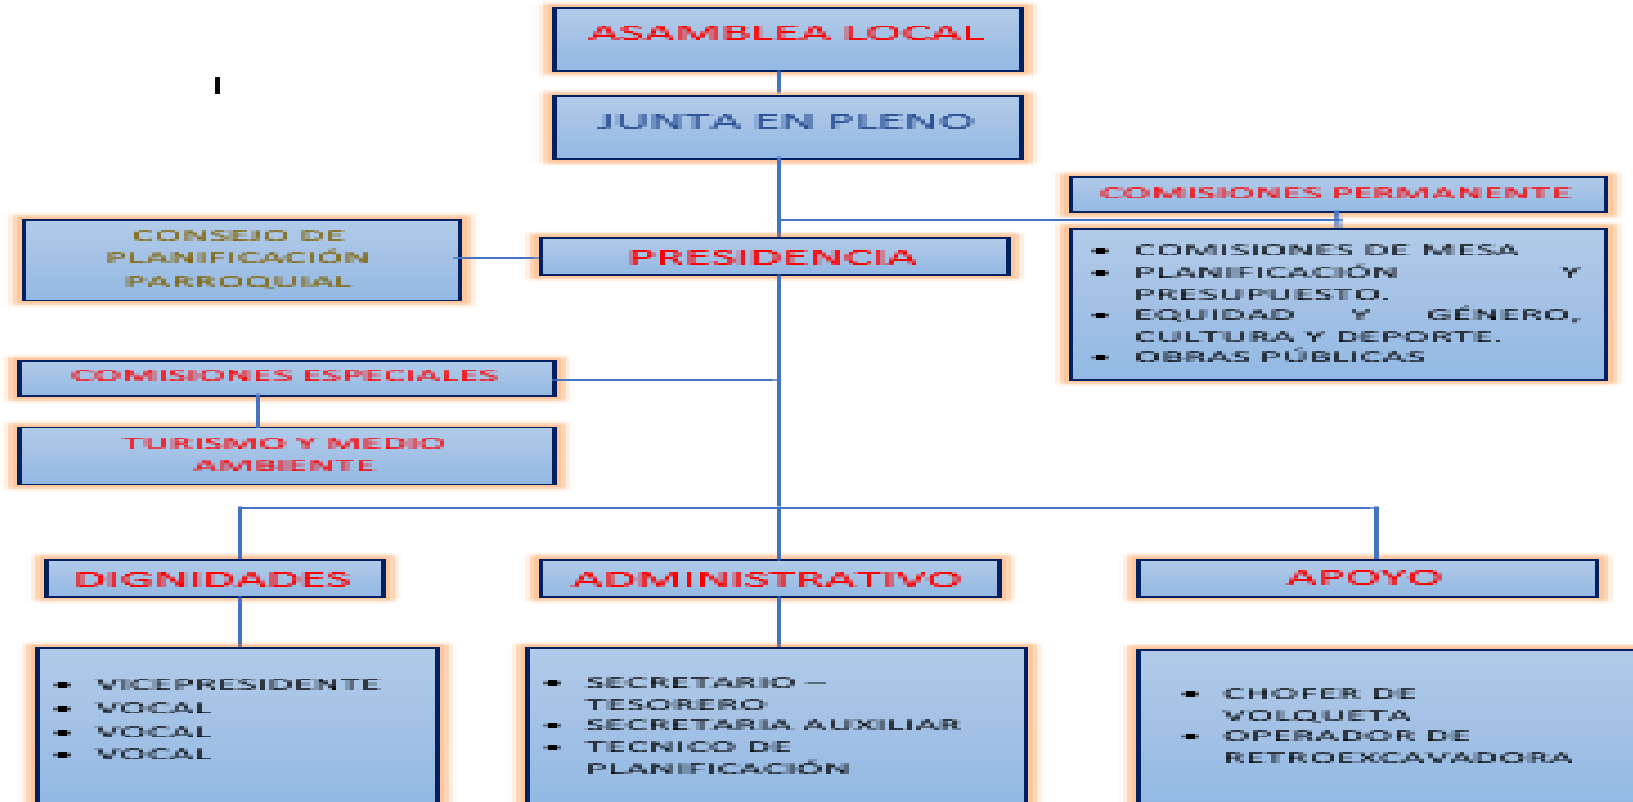 ASAMBLEA LOCAL
JUNTA EN PLENO
COMISIONES PERMANENTE
CONSEJO DE
PLANIFICACIÓN
PARROQUIAL
PRESIDENCIA
• COMISIONES DE MESA
• PLANIFICACIÓN Y
PRESUPUESTO.
• EQUIDAD Y GÉNERO,
CULTURA Y DEPORTE.
• OBRAS PÚBLICAS
COMISIONES ESPECIALES
TURISMO Y MEDIO
AMBIENTE
DIGNIDADES
ADMINISTRATIVO
APOYO
• VICEPRESIDENTE
• VOCAL
• VOCAL
• VOCAL
• SECRETARIO –
TESORERO
• SECRETARIA AUXILIAR
• TECNICO DE
PLANIFICACIÓN
• CHOFER DE
VOLQUETA
• OPERADOR DE
RETROEXCAVADORA